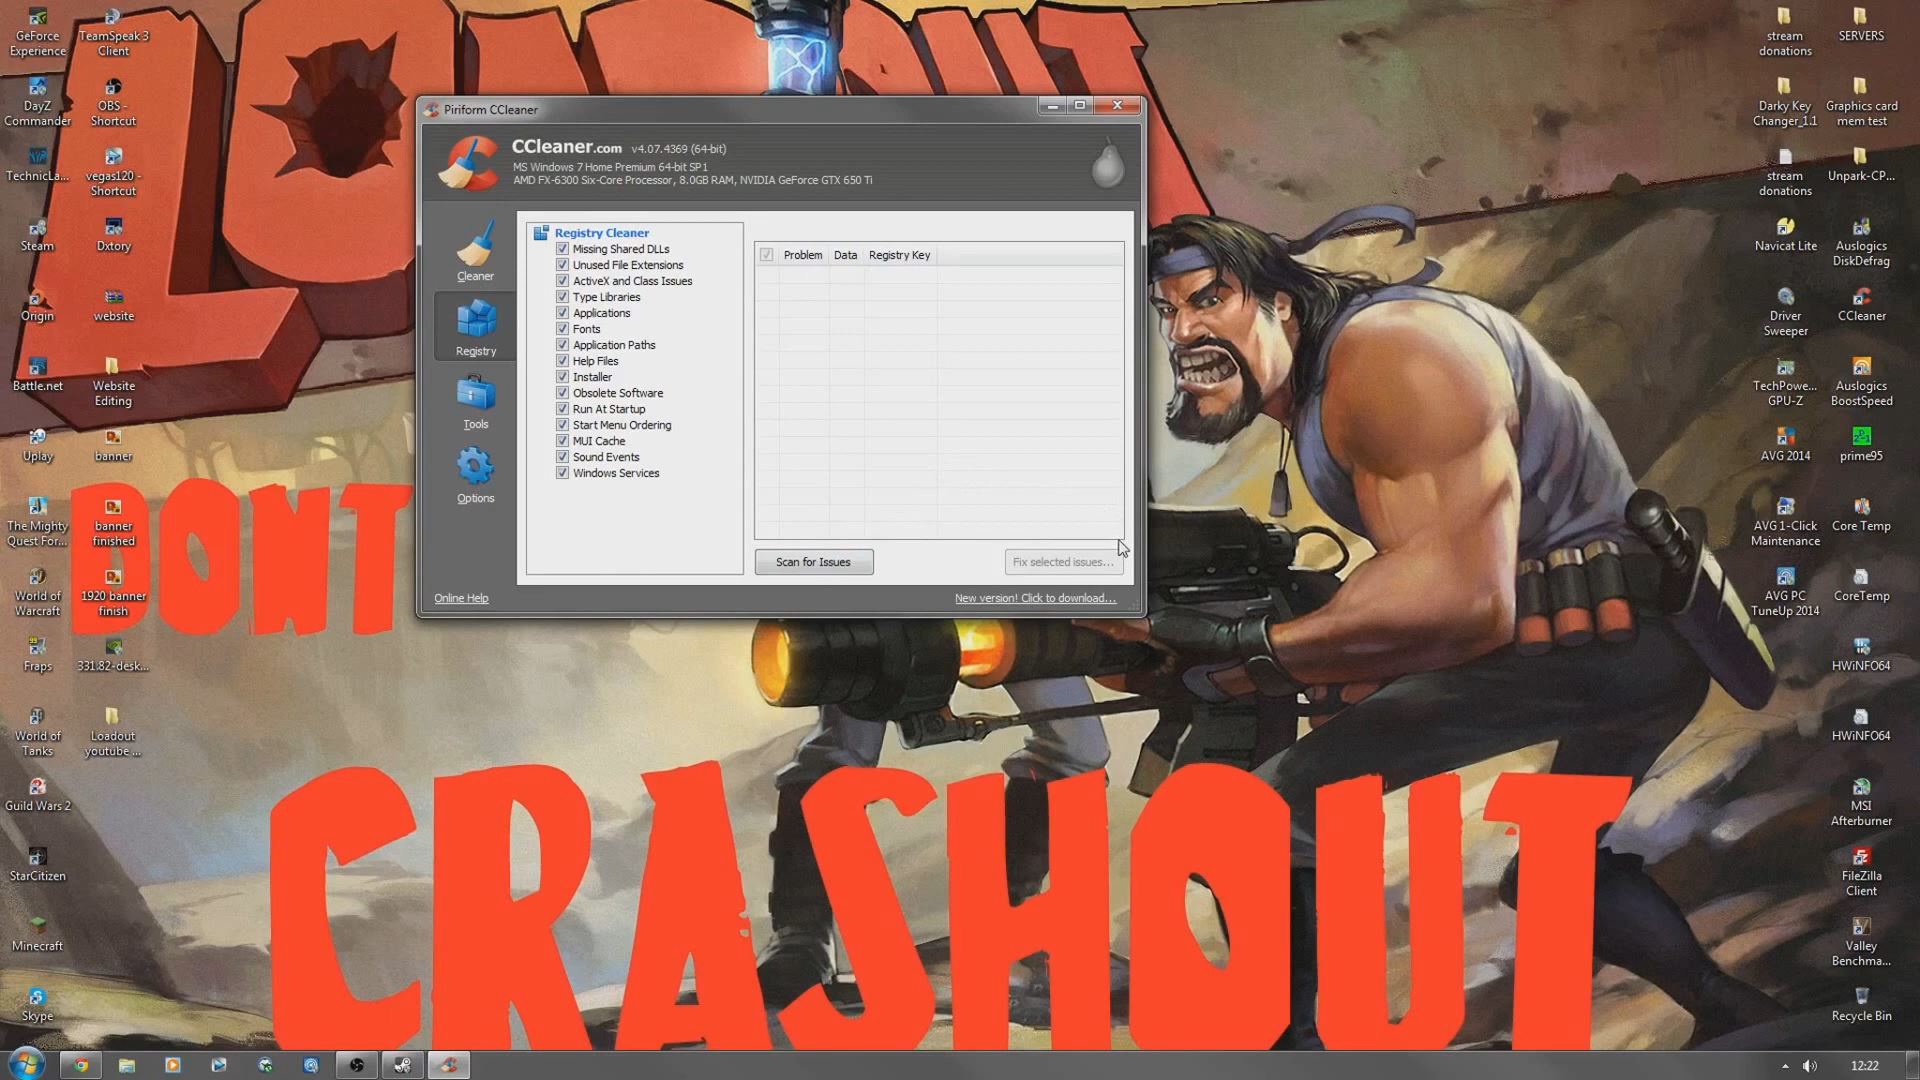 GeForce
Experience
TeamSpeak 3
Client
DayZ
Commander
OBS -
Shortcut
TechnicLa...
vegas120 -
Shortcut
Steam
Dxtory
Origin
website
Battle.net
Website
Editing
Uplay
banner
The Mighty
Quest For...
banner
finished
World of
Warcraft
1920 banner
finish
Fraps
331.82-desk...
World of
Tanks
Loadout
youtube ...
Guild Wars 2
StarCitizen
Minecraft
Skype
DONT
CRASHOUT
Piriform CCleaner
CCleaner.com v4.07.4369 (64-bit)
MS Windows 7 Home Premium 64-bit SP1
AMD FX-6300 Six-Core Processor, 8.0GB RAM, NVIDIA GeForce GTX 650 Ti
Cleaner
Registry
Tools
Options
Registry Cleaner
Missing Shared DLLs
Unused File Extensions
ActiveX and Class Issues
Type Libraries
Applications
Fonts
Application Paths
Help Files
Installer
Obsolete Software
Run At Startup
Start Menu Ordering
MUI Cache
Sound Events
Windows Services
Problem Data Registry Key
Scan for Issues
Fix selected issues...
Online Help
New version! Click to download...
stream
donations
SERVERS
Darky Key
Changer_1.1
Graphics card
mem test
stream
donations
Unpark-CP...
Navicat Lite
Auslogics
DiskDefrag
Driver
Sweeper
CCleaner
TechPowe...
GPU-Z
Auslogics
BoostSpeed
AVG 2014
prime95
AVG 1-Click
Maintenance
Core Temp
AVG PC
TuneUp 2014
CoreTemp
HWiNFO64
HWiNFO64
MSI
Afterburner
FileZilla
Client
Valley
Benchma...
Recycle Bin
12:22